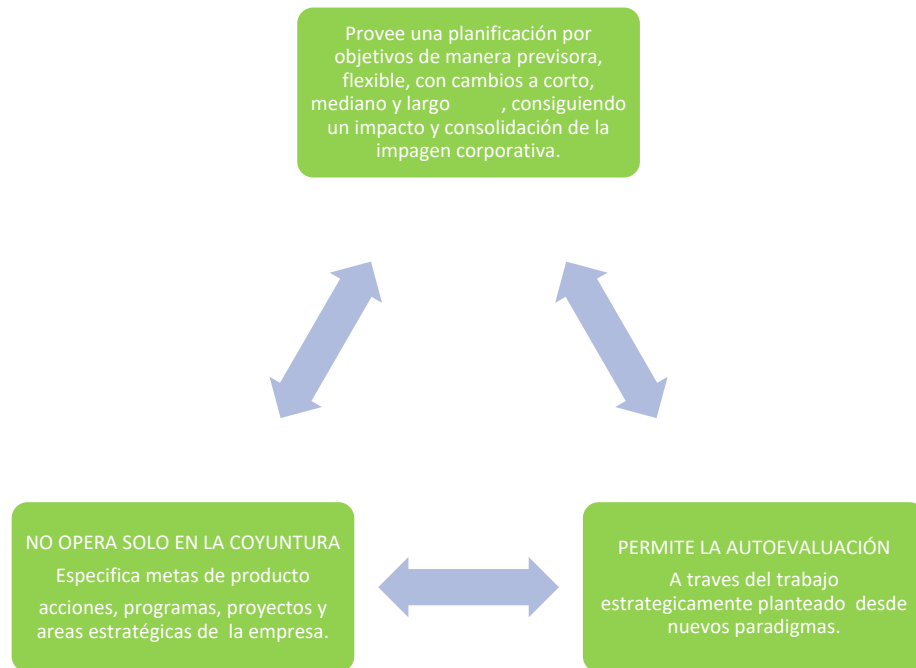 Provee una planificación por
objetivos de manera previsora,
flexible, con cambios a corto,
mediano y largo , consiguiendo
un impacto y consolidación de la
impagen corporativa.
NO OPERA SOLO EN LA COYUNTURA
Especifica metas de producto
acciones, programas, proyectos y
areas estratégicas de la empresa.
PERMITE LA AUTOEVALUACIÓN
A traves del trabajo
estrategicamente planteado desde
nuevos paradigmas.